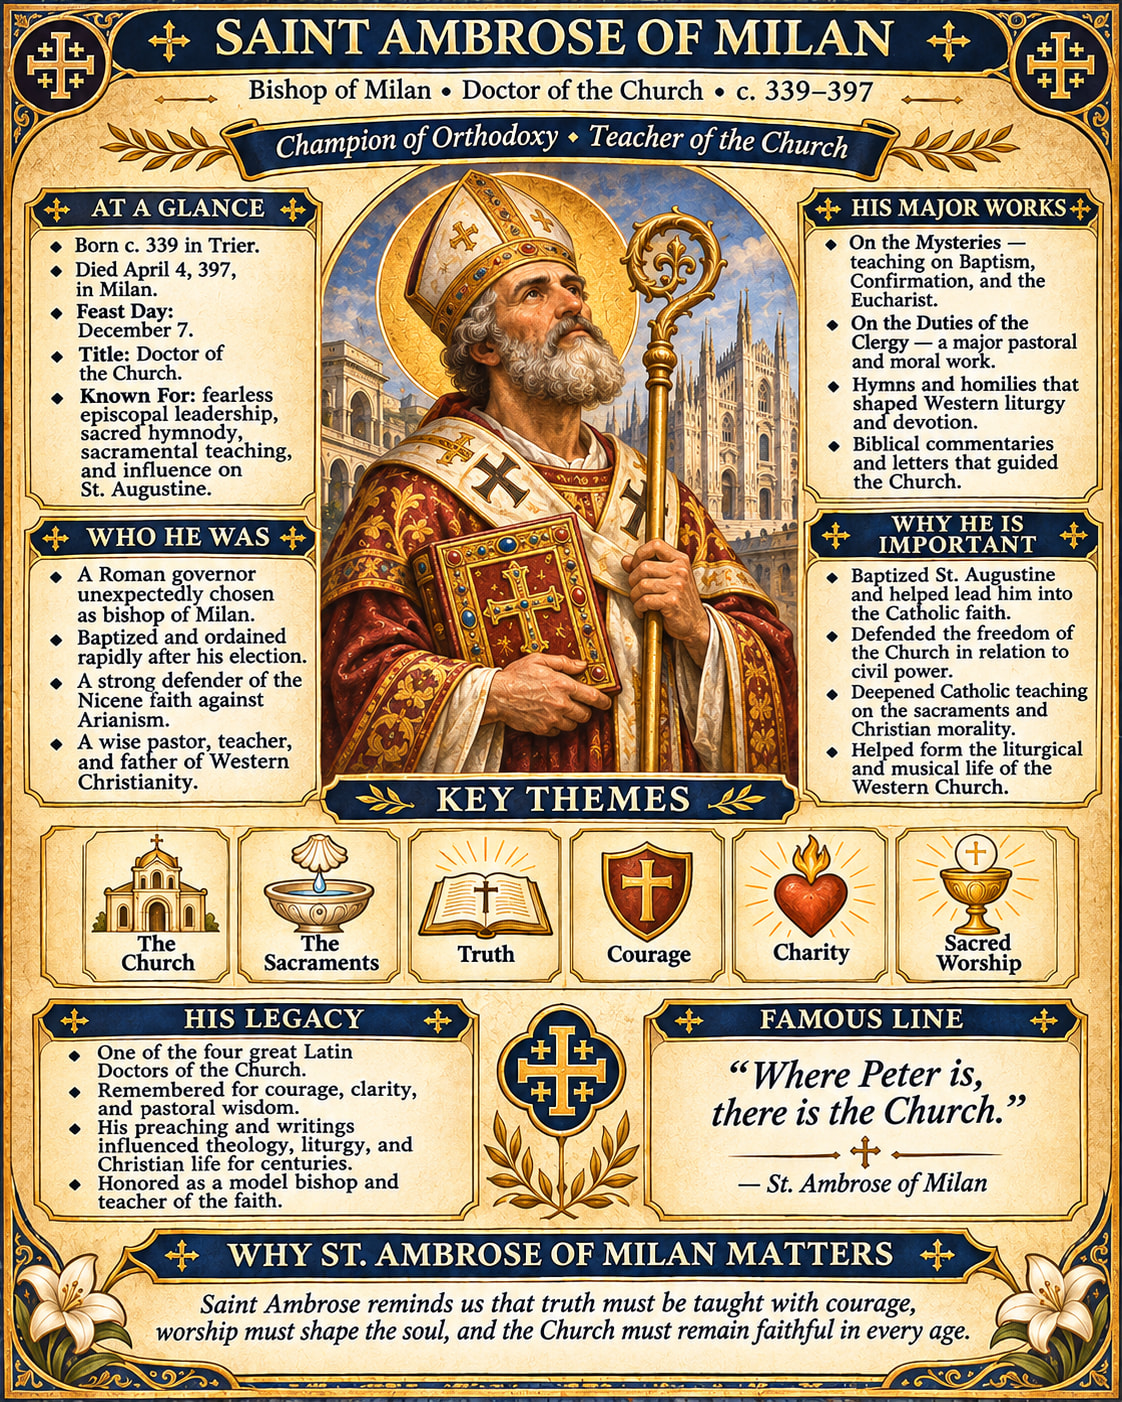 SAINT AMBROSE OF MILAN
Bishop of Milan • Doctor of the Church • c. 339–397
Champion of Orthodoxy ⬥ Teacher of the Church
AT A GLANCE
⬥ Born c. 339 in Trier.
⬥ Died April 4, 397,
in Milan.
⬥ Feast Day:
December 7.
⬥ Title: Doctor of
the Church.
⬥ Known For: fearless
episcopal leadership,
sacred hymnody,
sacramental teaching,
and influence on
St. Augustine.
WHO HE WAS
⬥ A Roman governor
unexpectedly chosen
as bishop of Milan.
⬥ Baptized and ordained
rapidly after his election.
⬥ A strong defender of the
Nicene faith against
Arianism.
⬥ A wise pastor, teacher,
and father of Western
Christianity.
HIS MAJOR WORKS
⬥ On the Mysteries —
teaching on Baptism,
Confirmation, and the
Eucharist.
⬥ On the Duties of the
Clergy — a major pastoral
and moral work.
⬥ Hymns and homilies that
shaped Western liturgy
and devotion.
⬥ Biblical commentaries
and letters that guided
the Church.
WHY HE IS
IMPORTANT
⬥ Baptized St. Augustine
and helped lead him into
the Catholic faith.
⬥ Defended the freedom of
the Church in relation to
civil power.
⬥ Deepened Catholic teaching
on the sacraments and
Christian morality.
⬥ Helped form the liturgical
and musical life of the
Western Church.
KEY THEMES
The
Church
The
Sacraments
Truth
Courage
Charity
Sacred
Worship
HIS LEGACY
⬥ One of the four great Latin
Doctors of the Church.
⬥ Remembered for courage, clarity,
and pastoral wisdom.
⬥ His preaching and writings
influenced theology, liturgy, and
Christian life for centuries.
⬥ Honored as a model bishop and
teacher of the faith.
FAMOUS LINE
“Where Peter is,
there is the Church.”
— St. Ambrose of Milan
WHY ST. AMBROSE OF MILAN MATTERS
Saint Ambrose reminds us that truth must be taught with courage,
worship must shape the soul, and the Church must remain faithful in every age.